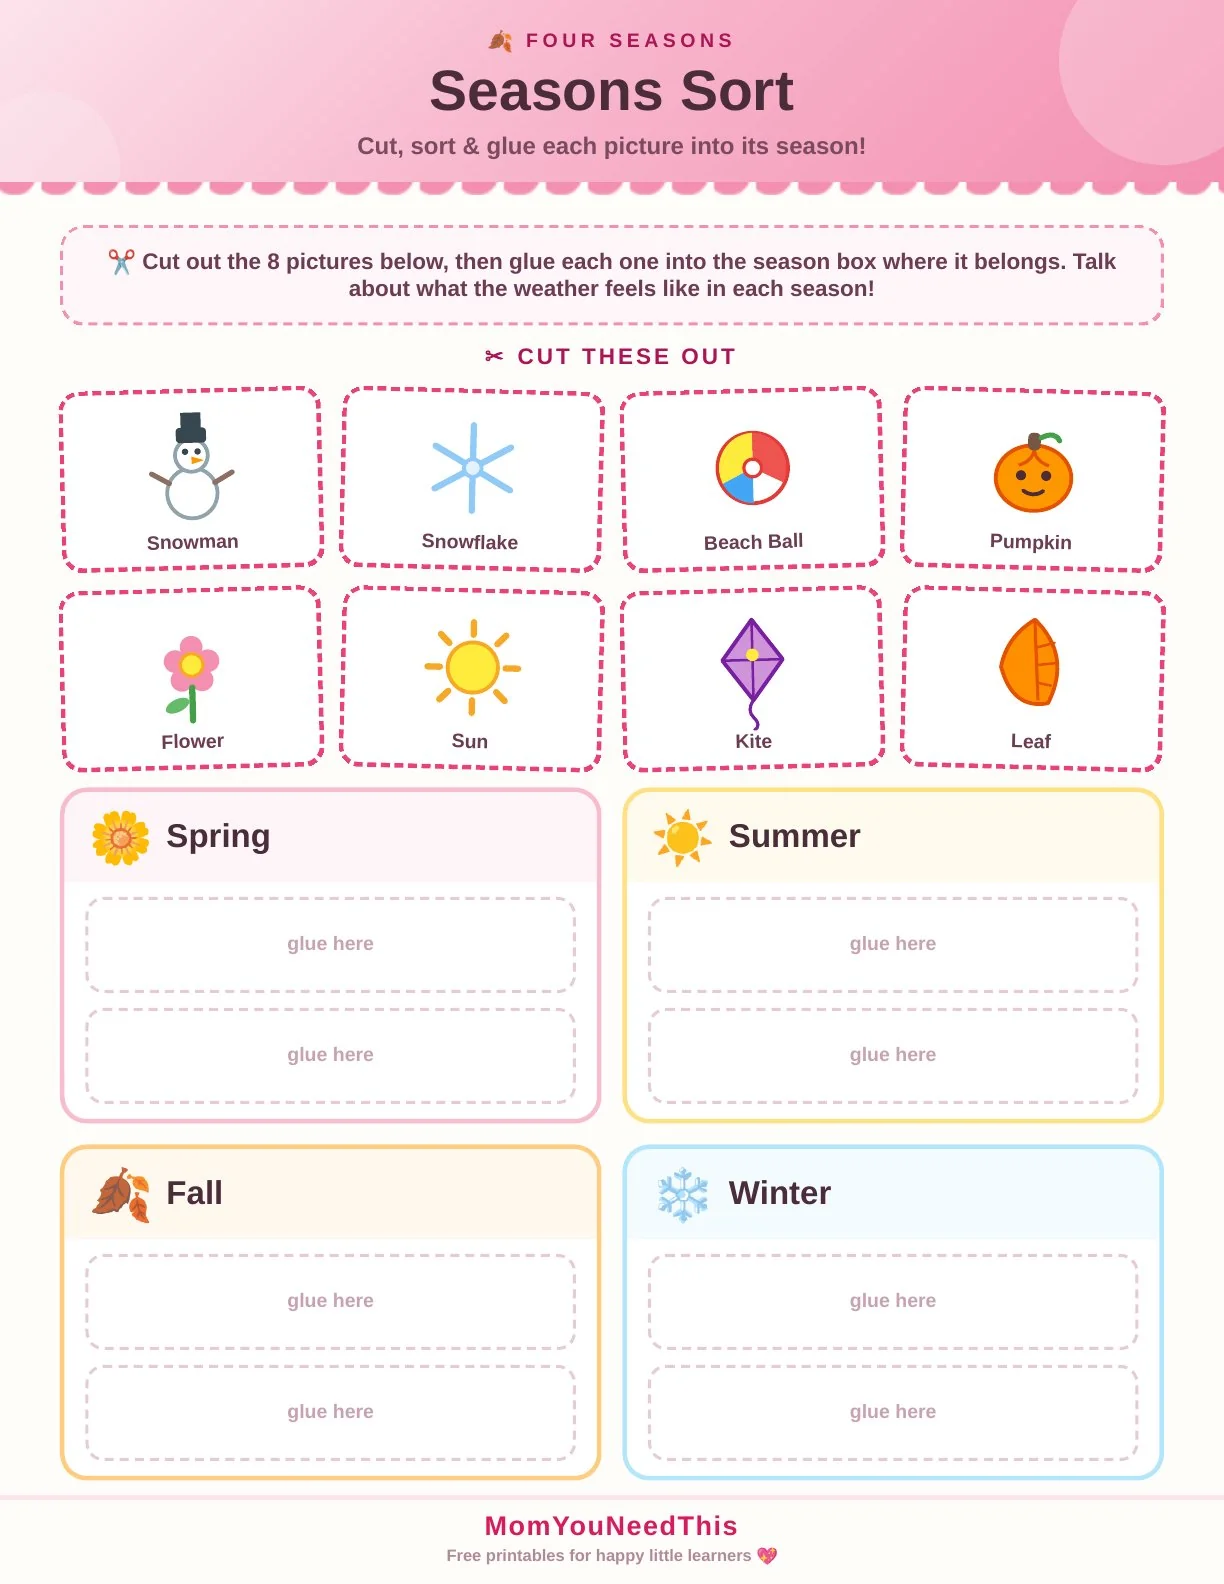 FOUR SEASONS
Seasons Sort
Cut, sort & glue each picture into its season!
Cut out the 8 pictures below, then glue each one into the season box where it belongs. Talk
about what the weather feels like in each season!
CUT THESE OUT
Snowman
Snowflake
Beach Ball
Pumpkin
Flower
Sun
Kite
Leaf
Spring
glue here
glue here
Summer
glue here
glue here
Fall
glue here
glue here
Winter
glue here
glue here
MomYouNeedThis
Free printables for happy little learners